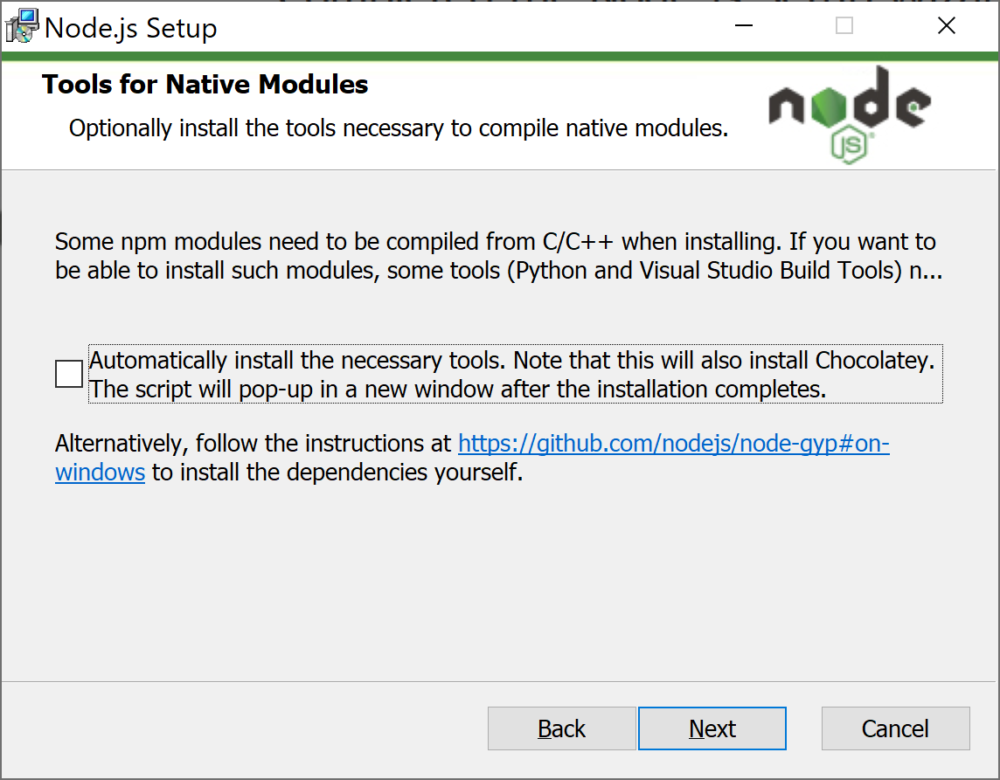 Node.js Setup
Tools for Native Modules
Optionally install the tools necessary to compile native modules.
node
JS
Some npm modules need to be compiled from C/C++ when installing. If you want to
be able to install such modules, some tools (Python and Visual Studio Build Tools) n...
Automatically install the necessary tools. Note that this will also install Chocolatey.
The script will pop-up in a new window after the installation completes.
Alternatively, follow the instructions at https://github.com/nodejs/node-gyp#on-
windows to install the dependencies yourself.
Back
Next
Cancel